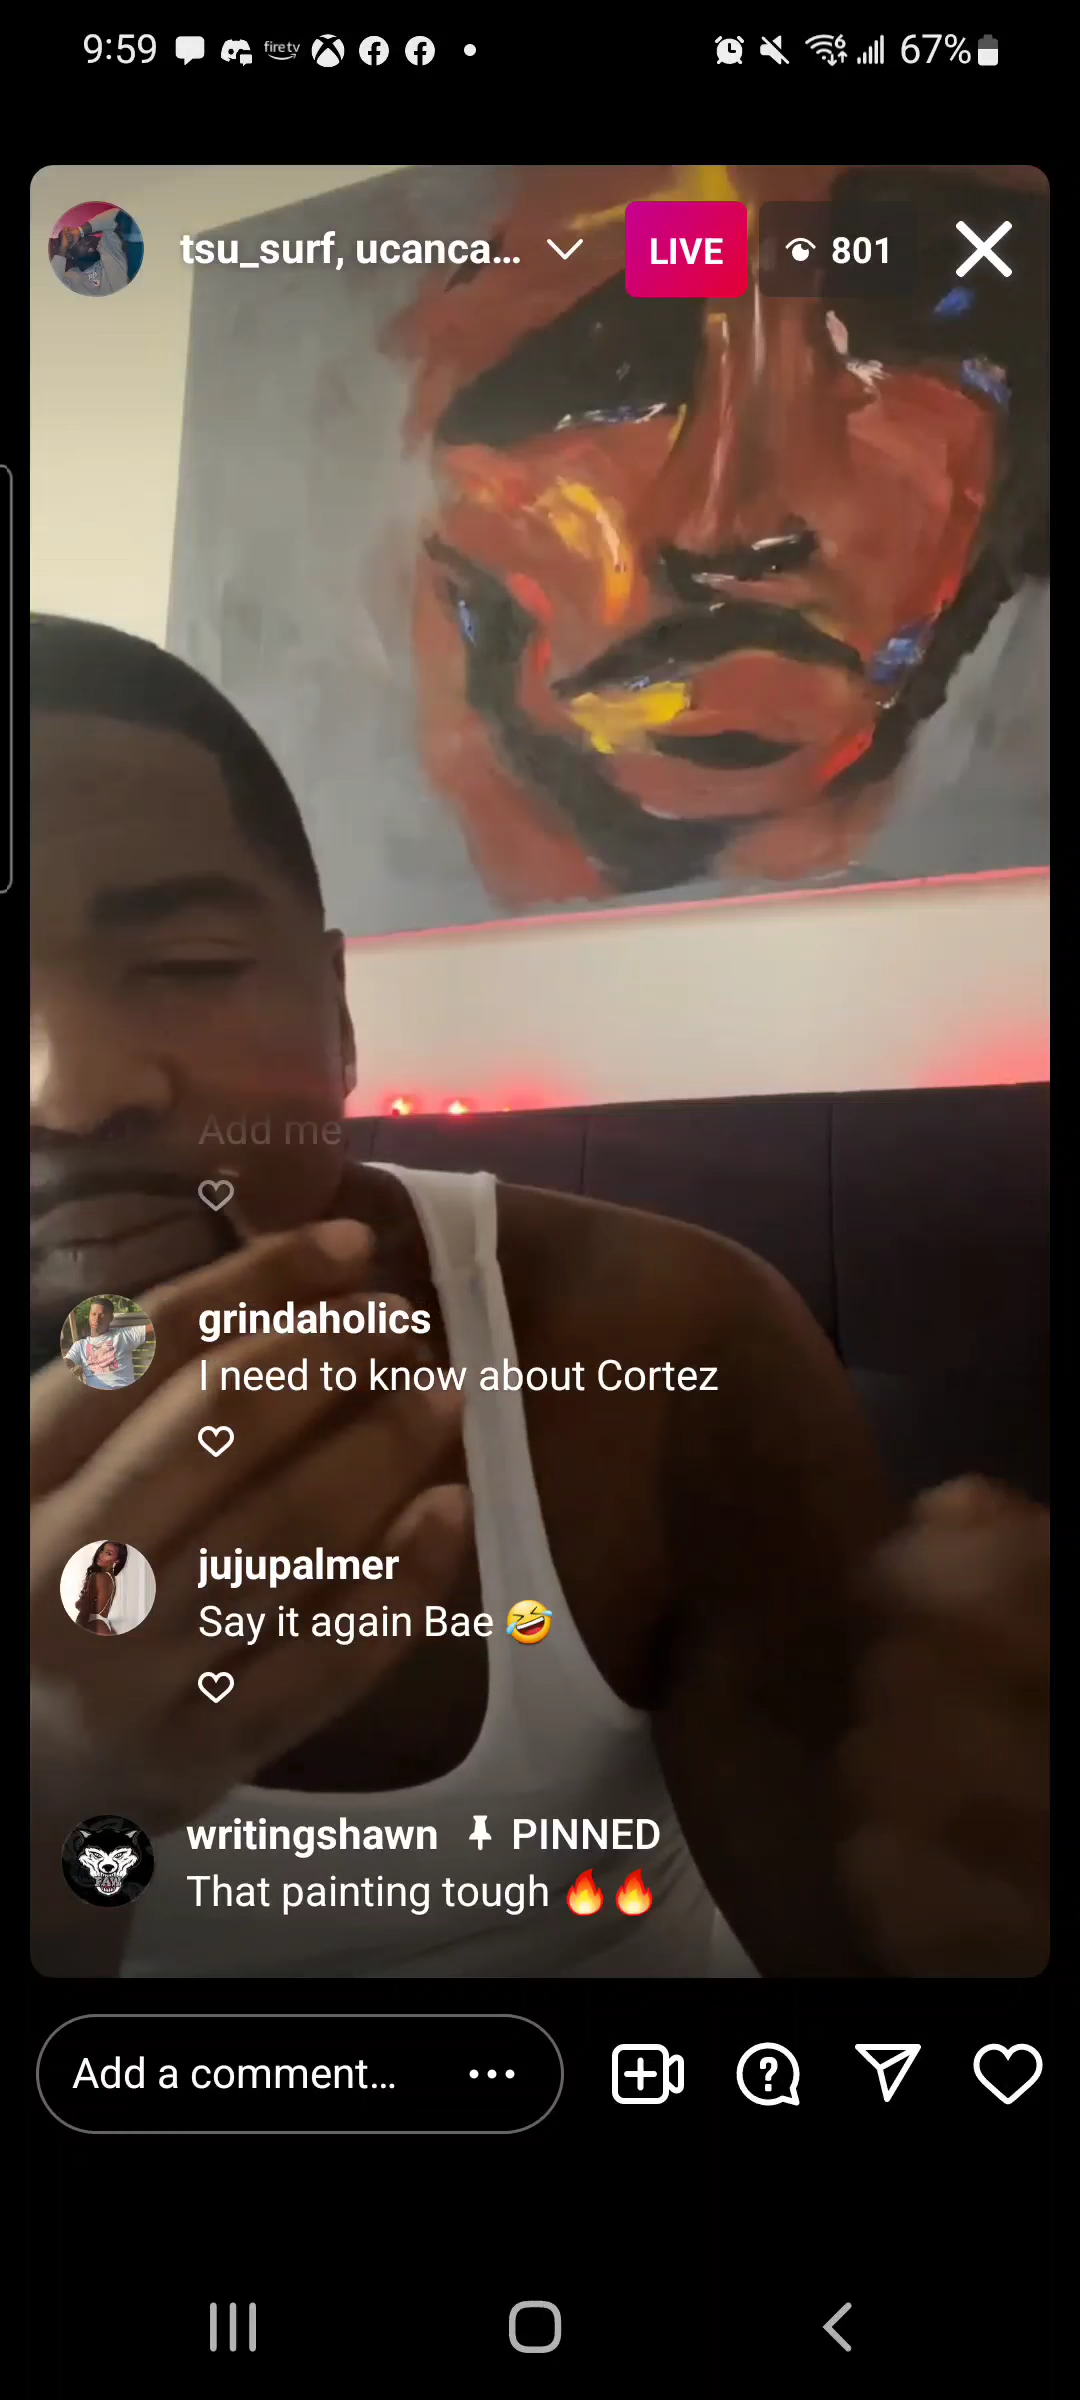 9:59 firetv 67%
tsu_surf, ucanca... LIVE 801
Add me
grindaholics
I need to know about Cortez
jujupalmer
Say it again Bae 🤣
writingshawn PINNED
That painting tough 🔥🔥
Add a comment...